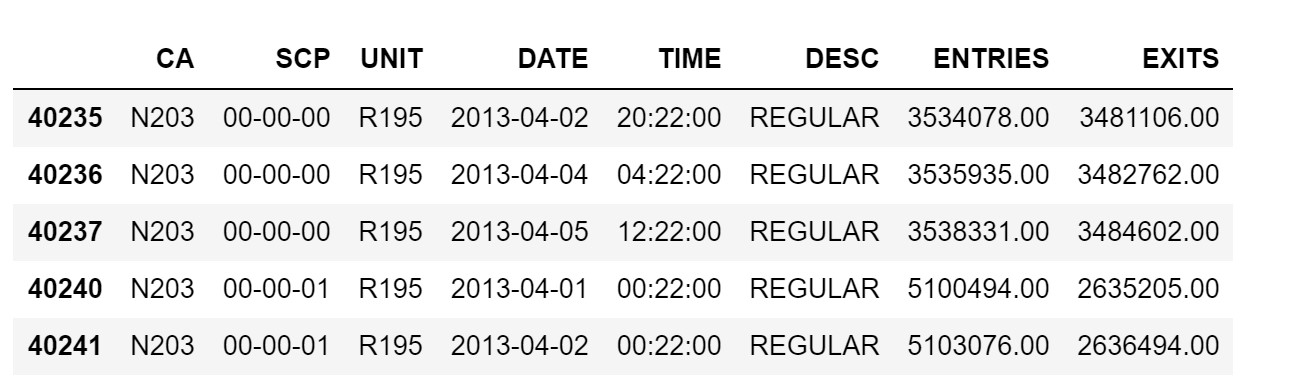 CA SCP UNIT DATE TIME DESC ENTRIES EXITS
40235 N203 00-00-00 R195 2013-04-02 20:22:00 REGULAR 3534078.00 3481106.00
40236 N203 00-00-00 R195 2013-04-04 04:22:00 REGULAR 3535935.00 3482762.00
40237 N203 00-00-00 R195 2013-04-05 12:22:00 REGULAR 3538331.00 3484602.00
40240 N203 00-00-01 R195 2013-04-01 00:22:00 REGULAR 5100494.00 2635205.00
40241 N203 00-00-01 R195 2013-04-02 00:22:00 REGULAR 5103076.00 2636494.00